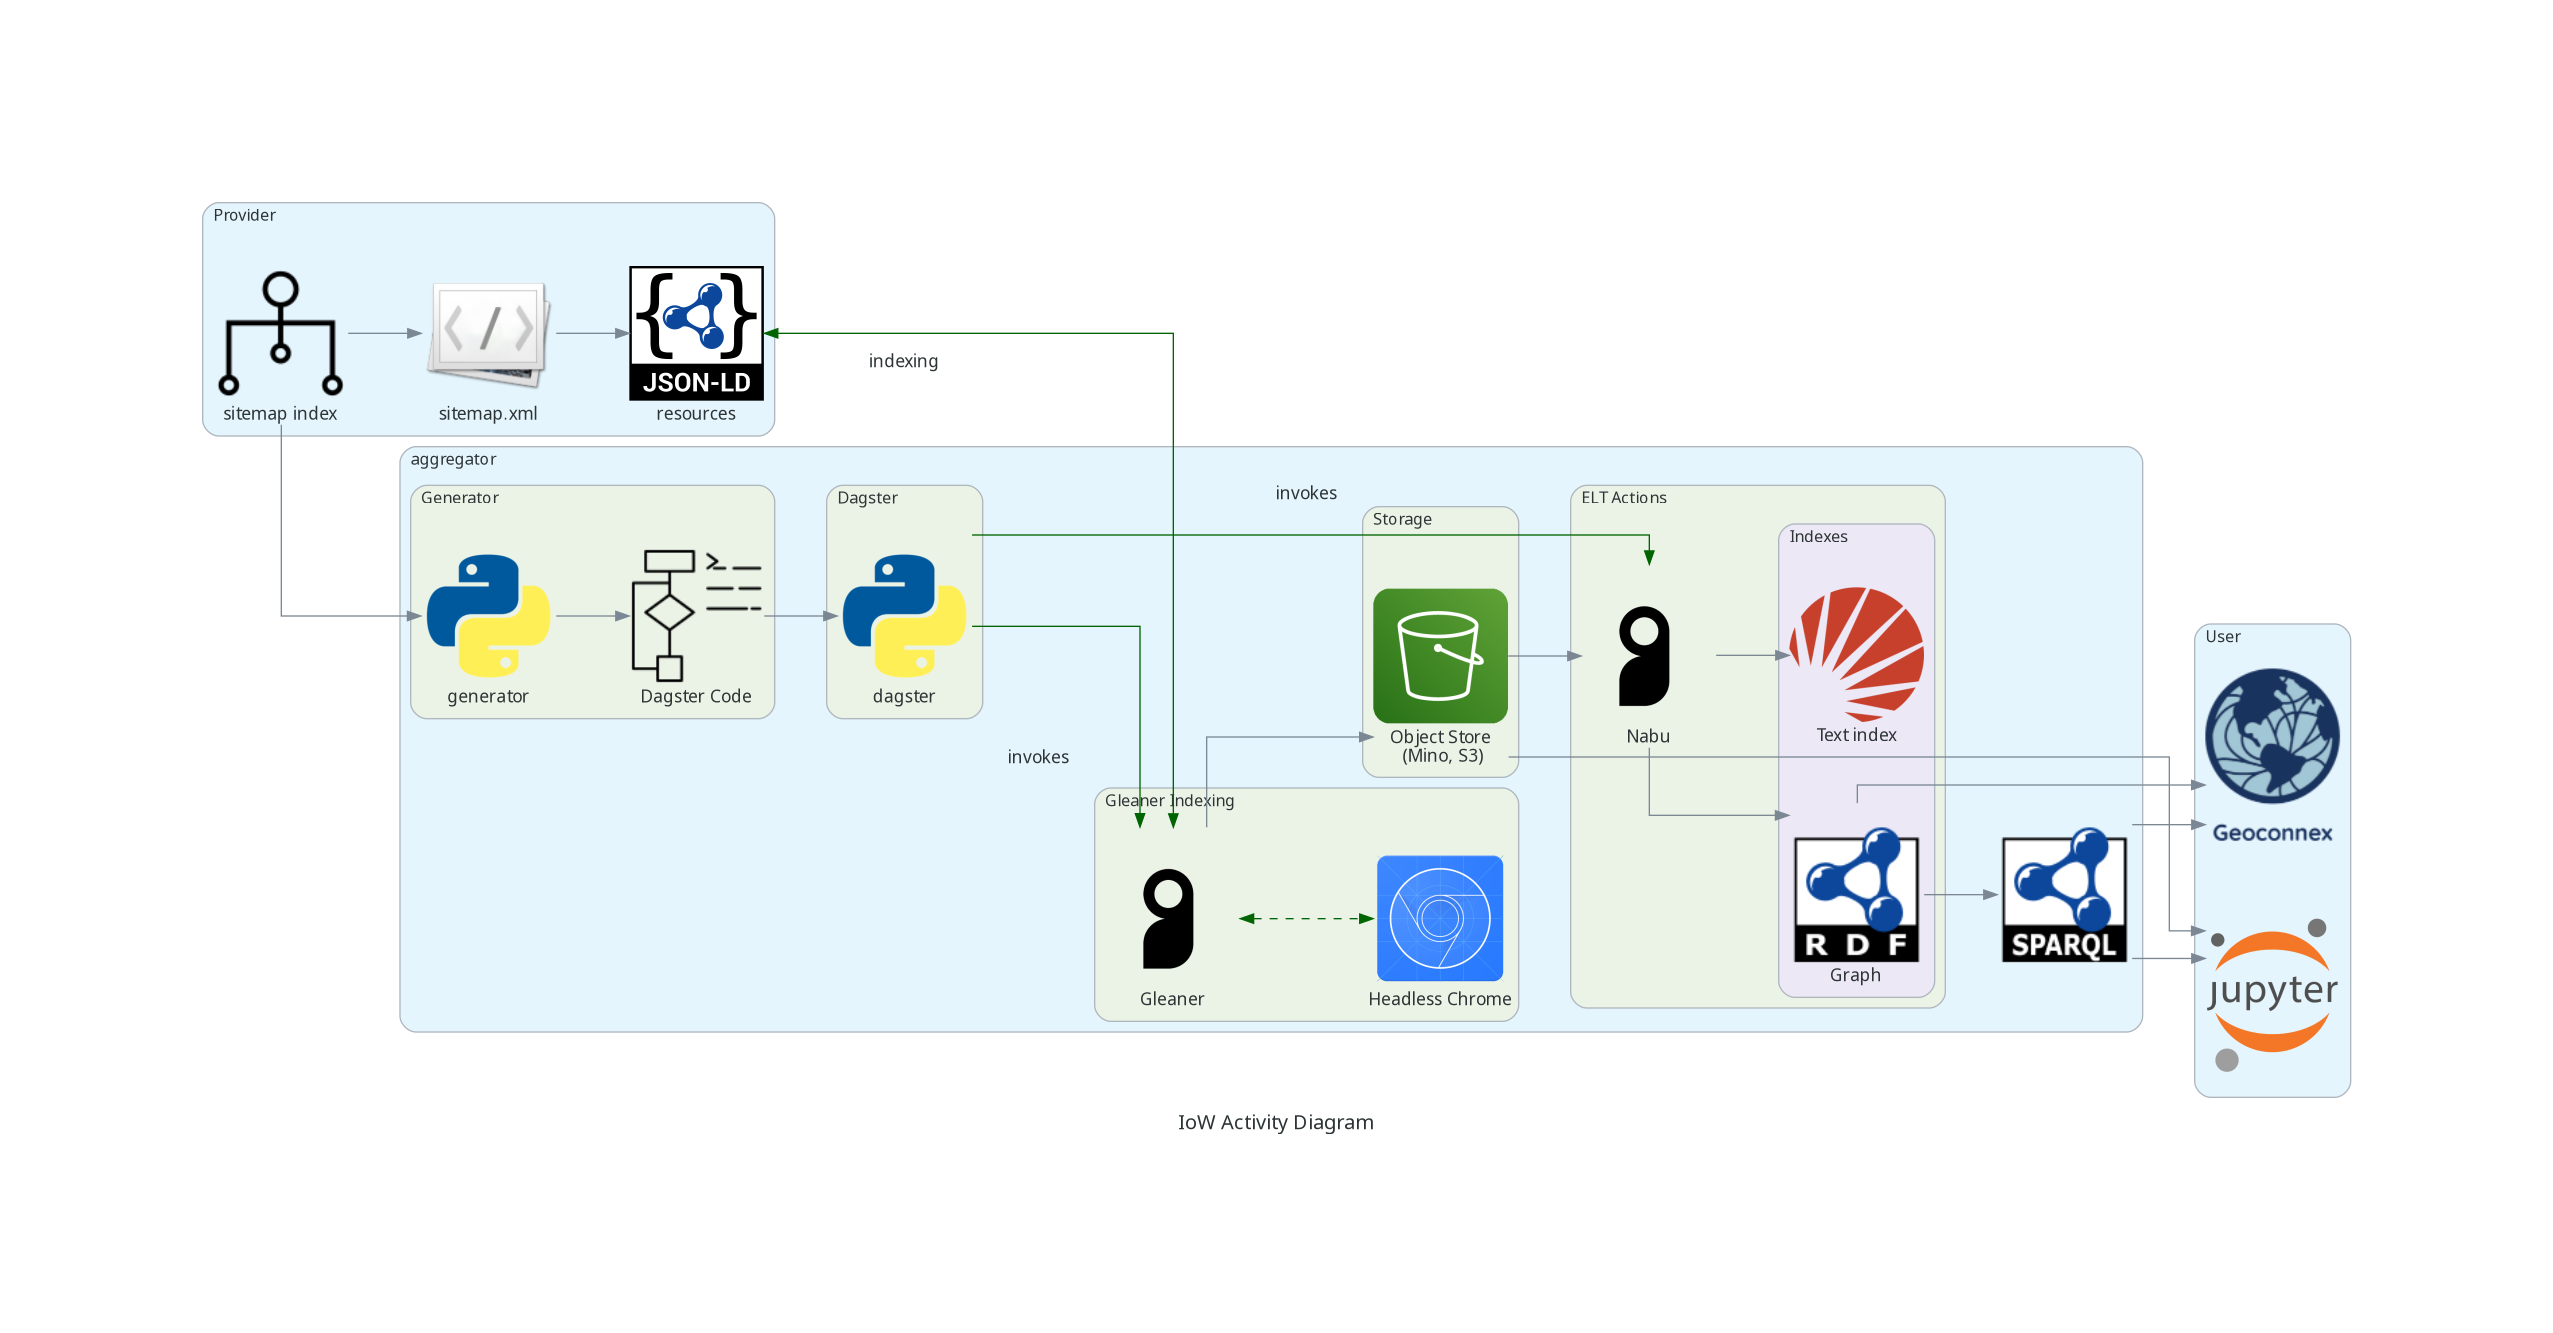 Provider
JSON-LD
sitemap index
sitemap.xml
resources
indexing
aggregator
Generator
generator
Dagster Code
Dagster
dagster
invokes
invokes
Storage
Object Store
(Mino, S3)
ELT Actions
Nabu
Indexes
Text index
RDF
Graph
SPARQL
Gleaner Indexing
Gleaner
Headless Chrome
User
Geoconnex
jupyter
IoW Activity Diagram